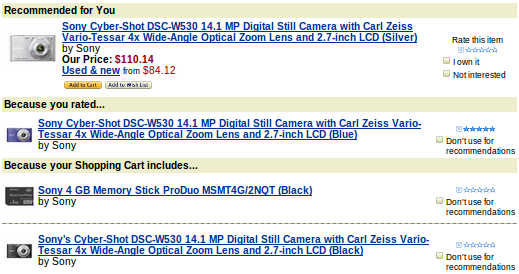 Recommended for You
Sony Cyber-Shot DSC-W530 14.1 MP Digital Still Camera with Carl Zeiss
Vario-Tessar 4x Wide-Angle Optical Zoom Lens and 2.7-inch LCD (Silver)
by Sony
Our Price: $110.14
Used & new from $84.12
Add to Cart Add to Wish List
Rate this item
I own it
Not interested
Because you rated...
Sony Cyber-Shot DSC-W530 14.1 MP Digital Still Camera with Carl Zeiss Vario-
Tessar 4x Wide-Angle Optical Zoom Lens and 2.7-inch LCD (Blue)
by Sony
Don't use for
recommendations
Because your Shopping Cart includes...
Sony 4 GB Memory Stick ProDuo MSMT4G/2NQT (Black)
by Sony
Don't use for
recommendations
Sony's Cyber-Shot DSC-W530 14.1 MP Digital Still Camera with Carl Zeiss Vario-
Tessar 4x Wide-Angle Optical Zoom Lens and 2.7-inch LCD (Black)
by Sony
Don't use for
recommendations